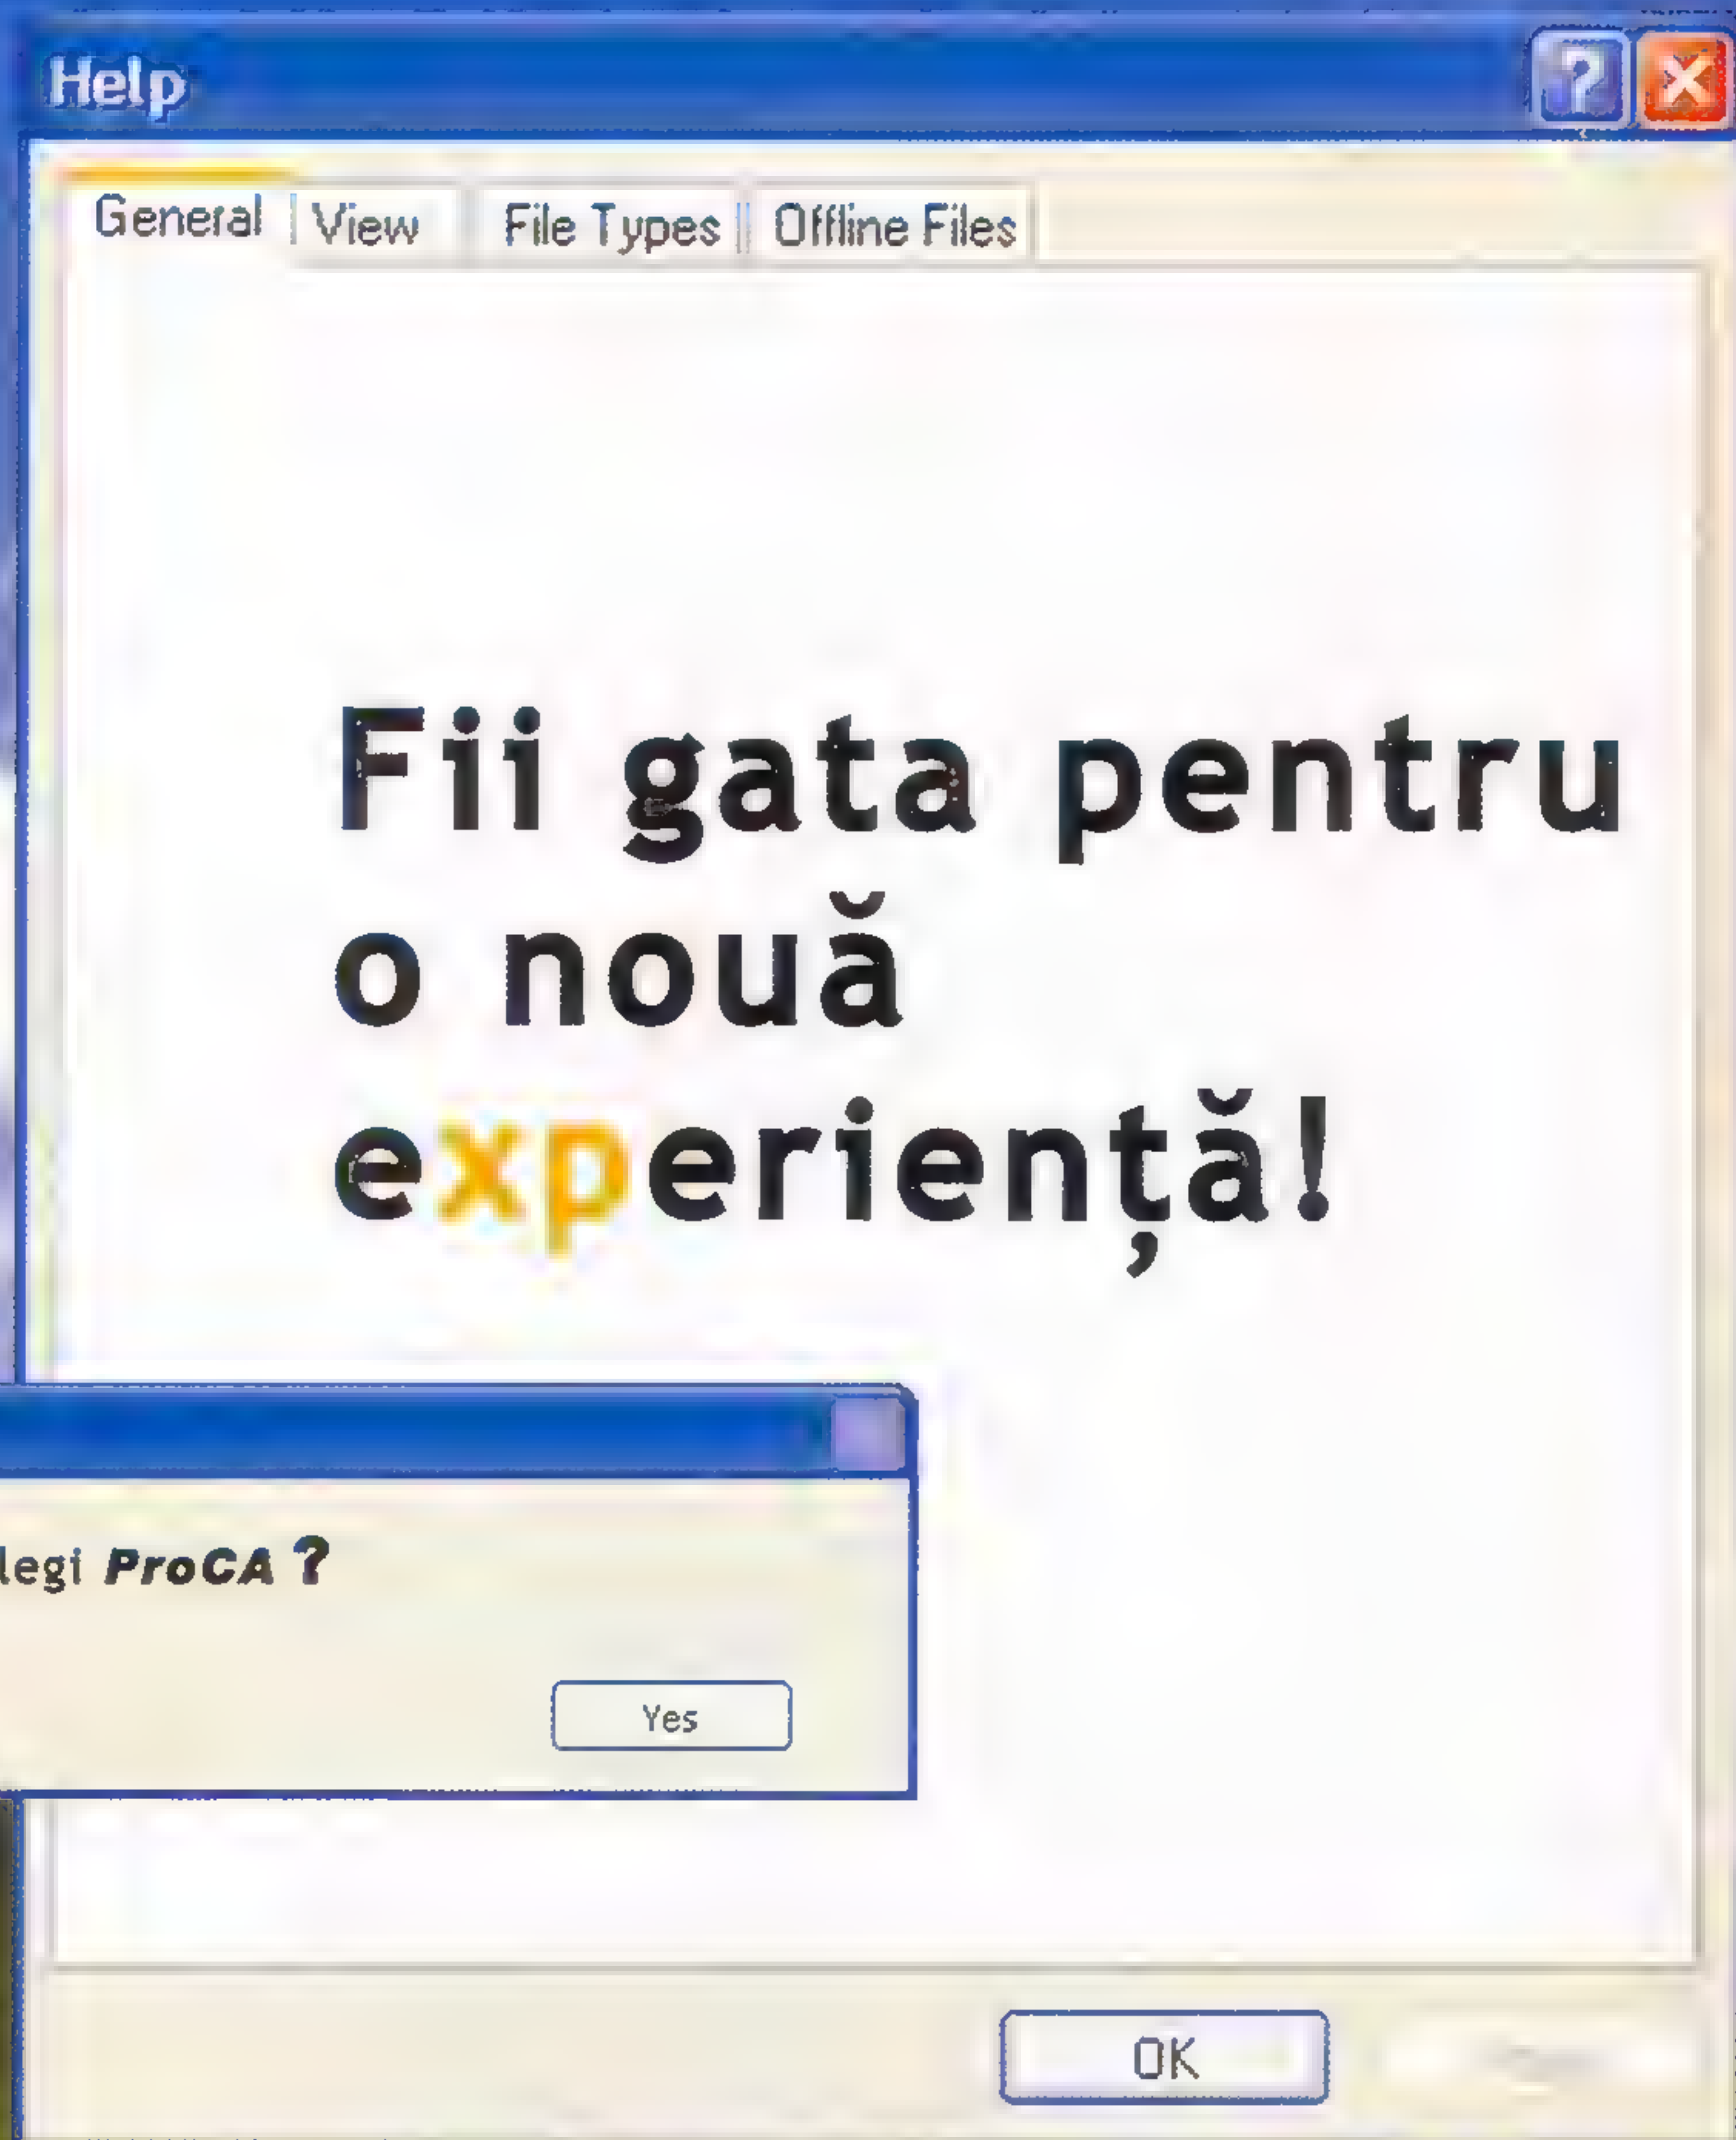 Help
General View File Types Offline Files
Fii gata pentru
o nouă
experiență!
legi ProCA ?
Yes
OK